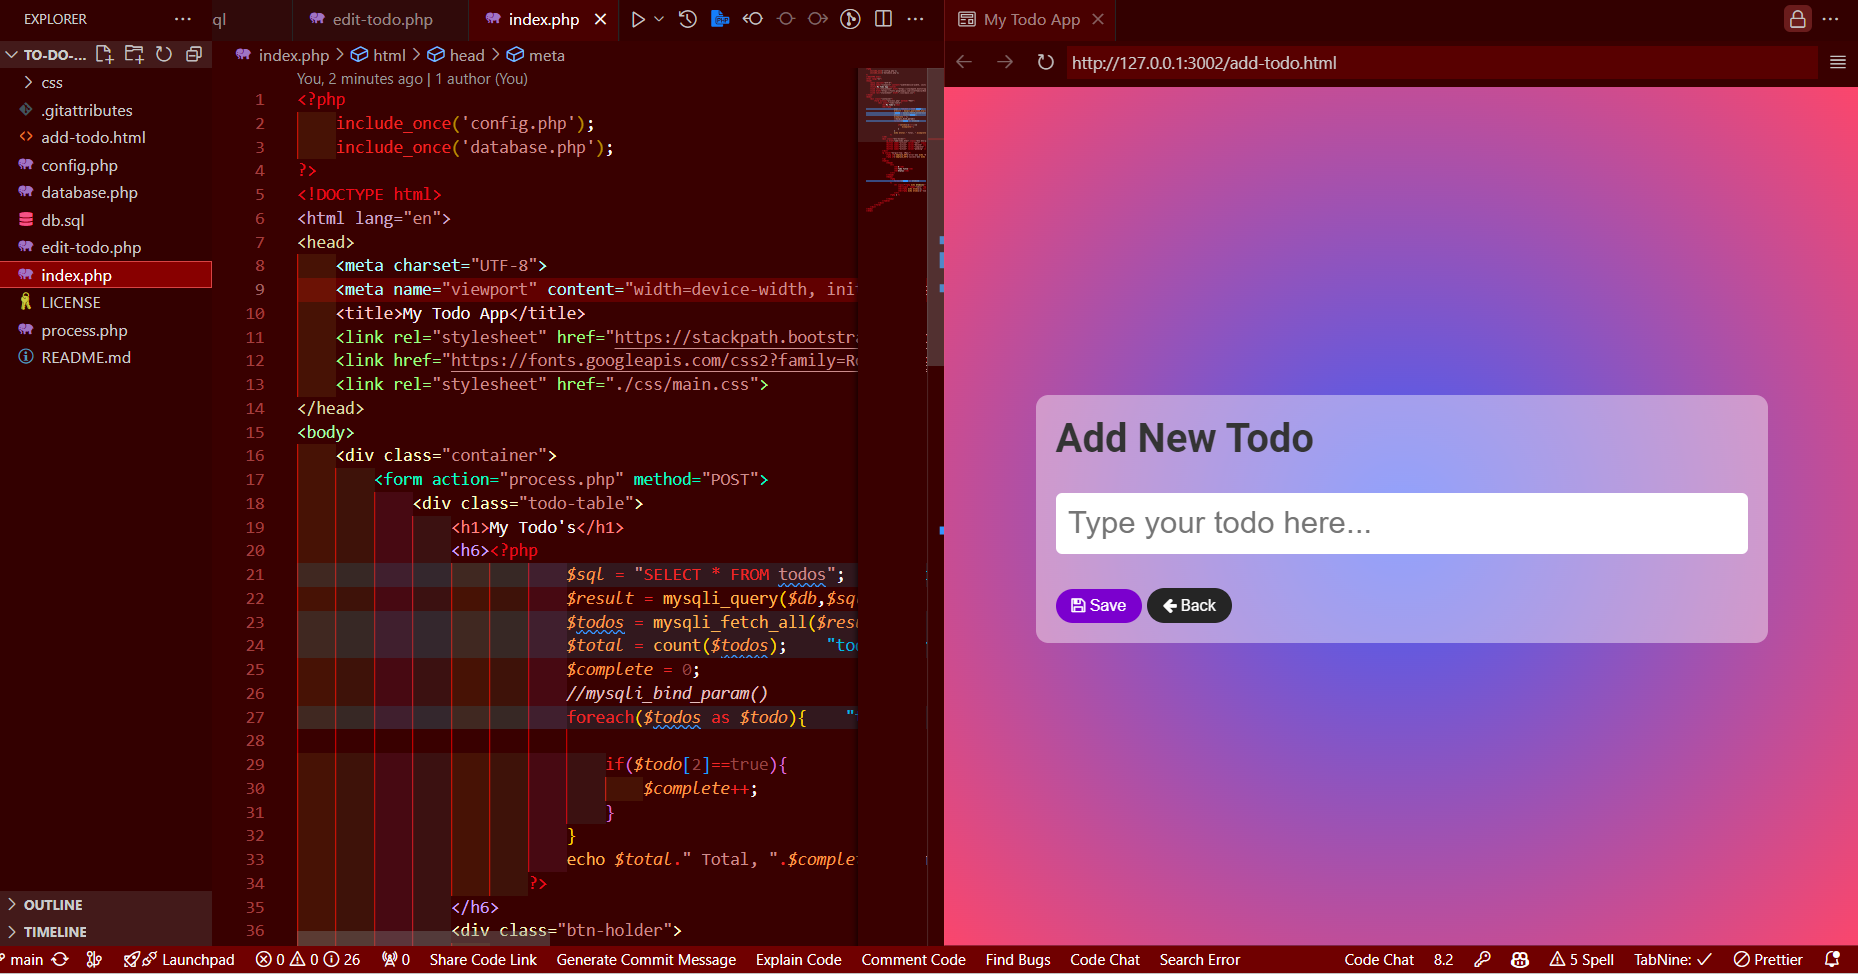 EXPLORER
TO-DO-...
css
.gitattributes
add-todo.html
config.php
database.php
db.sql
edit-todo.php
index.php
LICENSE
process.php
README.md
OUTLINE
TIMELINE
ql
edit-todo.php
index.php
index.php > html > head > meta
You, 2 minutes ago | 1 author (You)
1 <?php
2 include_once('config.php');
3 include_once('database.php');
4 ?>
5 <!DOCTYPE html>
6 <html lang="en">
7 <head>
8 <meta charset="UTF-8">
9 <meta name="viewport" content="width=device-width, ini
10 <title>My Todo App</title>
11 <link rel="stylesheet" href="https://stackpath.bootstra
12 <link href="https://fonts.googleapis.com/css2?family=Ro
13 <link rel="stylesheet" href="./css/main.css">
14 </head>
15 <body>
16 <div class="container">
17 <form action="process.php" method="POST">
18 <div class="todo-table">
19 <h1>My Todo's</h1>
20 <h6><?php
21 $sql = "SELECT * FROM todos";
22 $result = mysqli_query($db,$sq
23 $todos = mysqli_fetch_all($resu
24 $total = count($todos); "too
25 $complete = 0;
26 //mysqli_bind_param()
27 foreach($todos as $todo){ "
28
29 if($todo[2]==true){
30 $complete++;
31 }
32 }
33 echo $total." Total, ".$complet
34 ?>
35 </h6>
36 <div class="btn-holder">
My Todo App
http://127.0.0.1:3002/add-todo.html
Add New Todo
Type your todo here...
Save
Back
main
Launchpad
0 0 26
0
Share Code Link
Generate Commit Message
Explain Code
Comment Code
Find Bugs
Code Chat
Search Error
Code Chat
8.2
5 Spell
TabNine:
Prettier